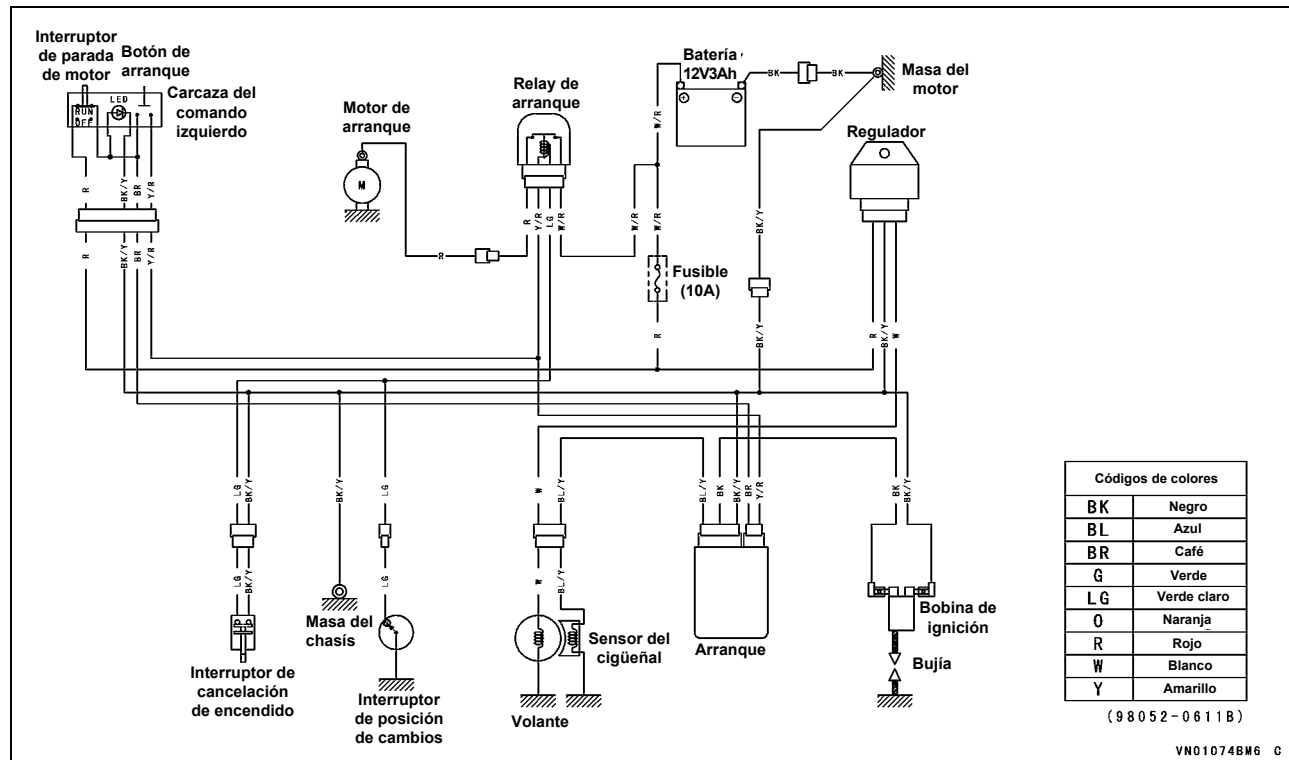 Interruptor
de parada
de motor
Botón de
arranque
Carcaza del
comando
izquierdo
LED
RUN
OFF
Motor de
arranque
M
Relay de
arranque
Batería
12V3Ah
BK
BK
Masa del
motor
Regulador
W/R
R
BK/Y
BR
Y/R
R
BK/Y
BR
Y/R
R
R
Y/R
LG
W/R
W/R
W/R
Fusible
(10A)
R
BK/Y
BK/Y
R
BK/Y
W
LG
BK/Y
BK/Y
LG
W
BL/Y
BL/Y
BK
BK/Y
BR
Y/R
BK
BK/Y
LG
BK/Y
LG
W
BL/Y
Interruptor de
cancelación
de encendido
Masa del
chasís
Interruptor
de posición
de cambios
Volante
Sensor del
cigüeñal
Arranque
Bobina de
ignición
Bujía
Códigos de colores
BK Negro
BL Azul
BR Café
G Verde
LG Verde claro
O Naranja
R Rojo
W Blanco
Y Amarillo
(98052-0611B)
VN01074BM6 C